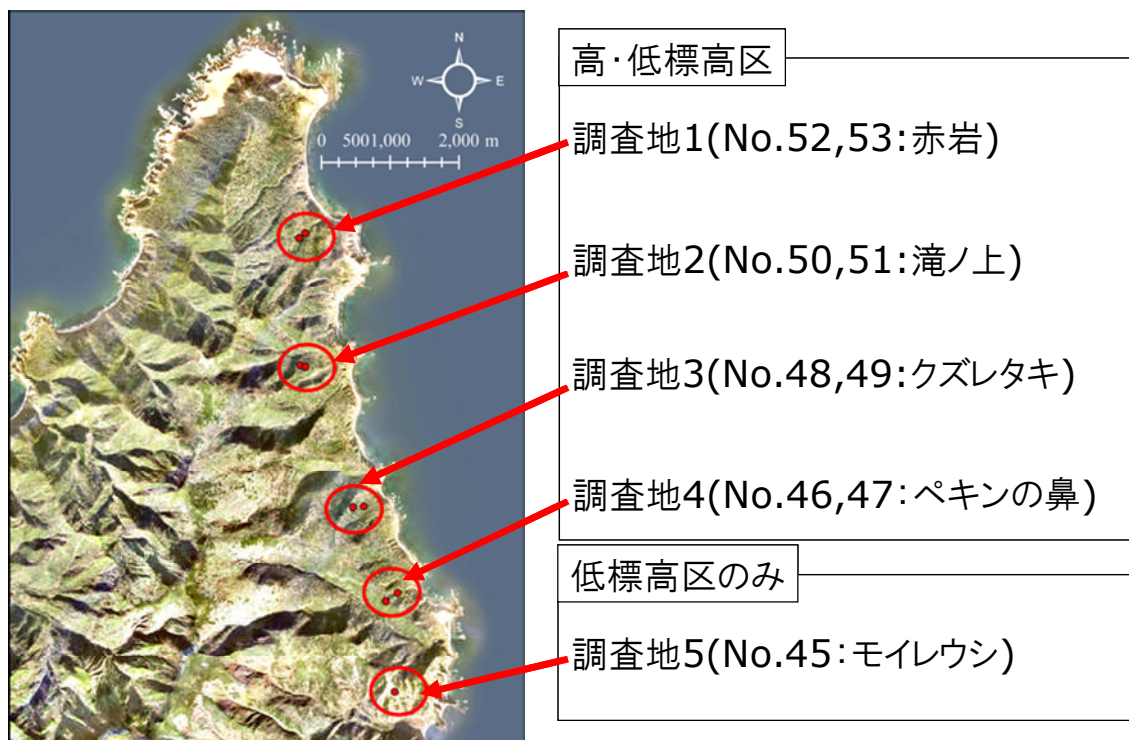 N
W
E
S
0 5001,000 2,000 m
高・低標高区
調査地1(No.52,53:赤岩)
調査地2(No.50,51:滝ノ上)
調査地3(No.48,49:クズレタキ)
調査地4(No.46,47:ペキンの鼻)
低標高区のみ
調査地5(No.45:モイレウシ)